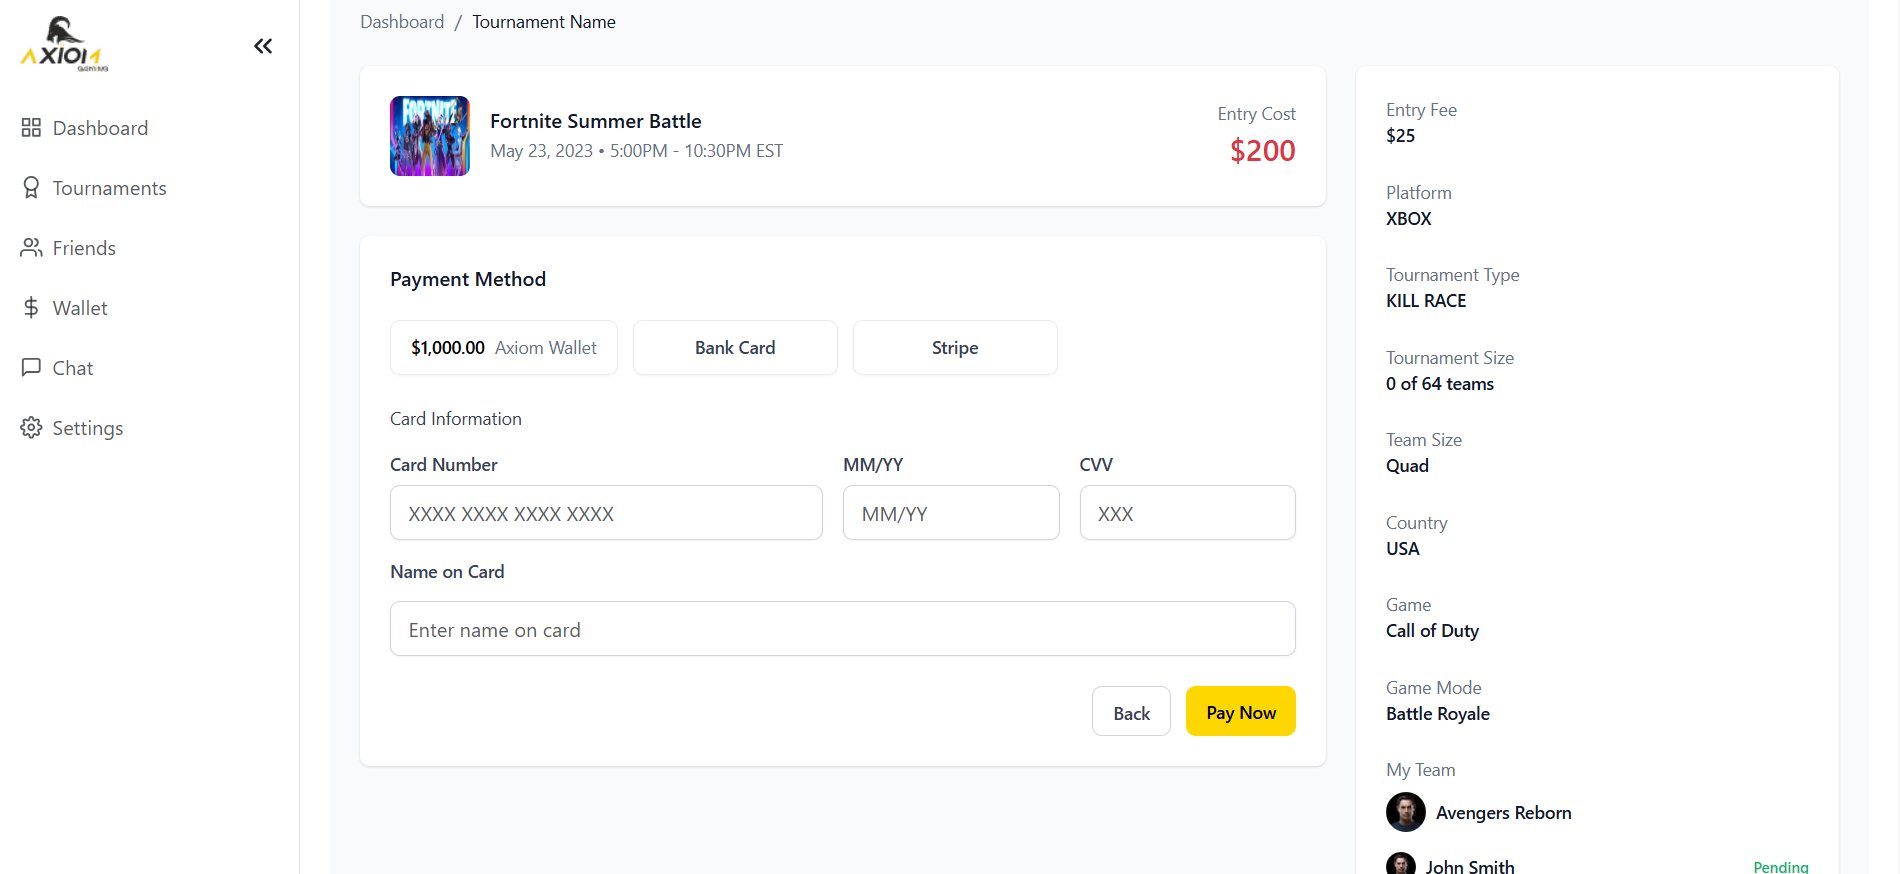 AXIOM
GAMING
Dashboard
Tournaments
Friends
Wallet
Chat
Settings
Dashboard / Tournament Name
FORTNITE
Fortnite Summer Battle
May 23, 2023 • 5:00PM - 10:30PM EST
Entry Cost
$200
Payment Method
$1,000.00 Axiom Wallet
Bank Card
Stripe
Card Information
Card Number
MM/YY
CVV
XXXX XXXX XXXX XXXX
MM/YY
XXX
Name on Card
Enter name on card
Back
Pay Now
Entry Fee
$25
Platform
XBOX
Tournament Type
KILL RACE
Tournament Size
0 of 64 teams
Team Size
Quad
Country
USA
Game
Call of Duty
Game Mode
Battle Royale
My Team
Avengers Reborn
John Smith
Pending